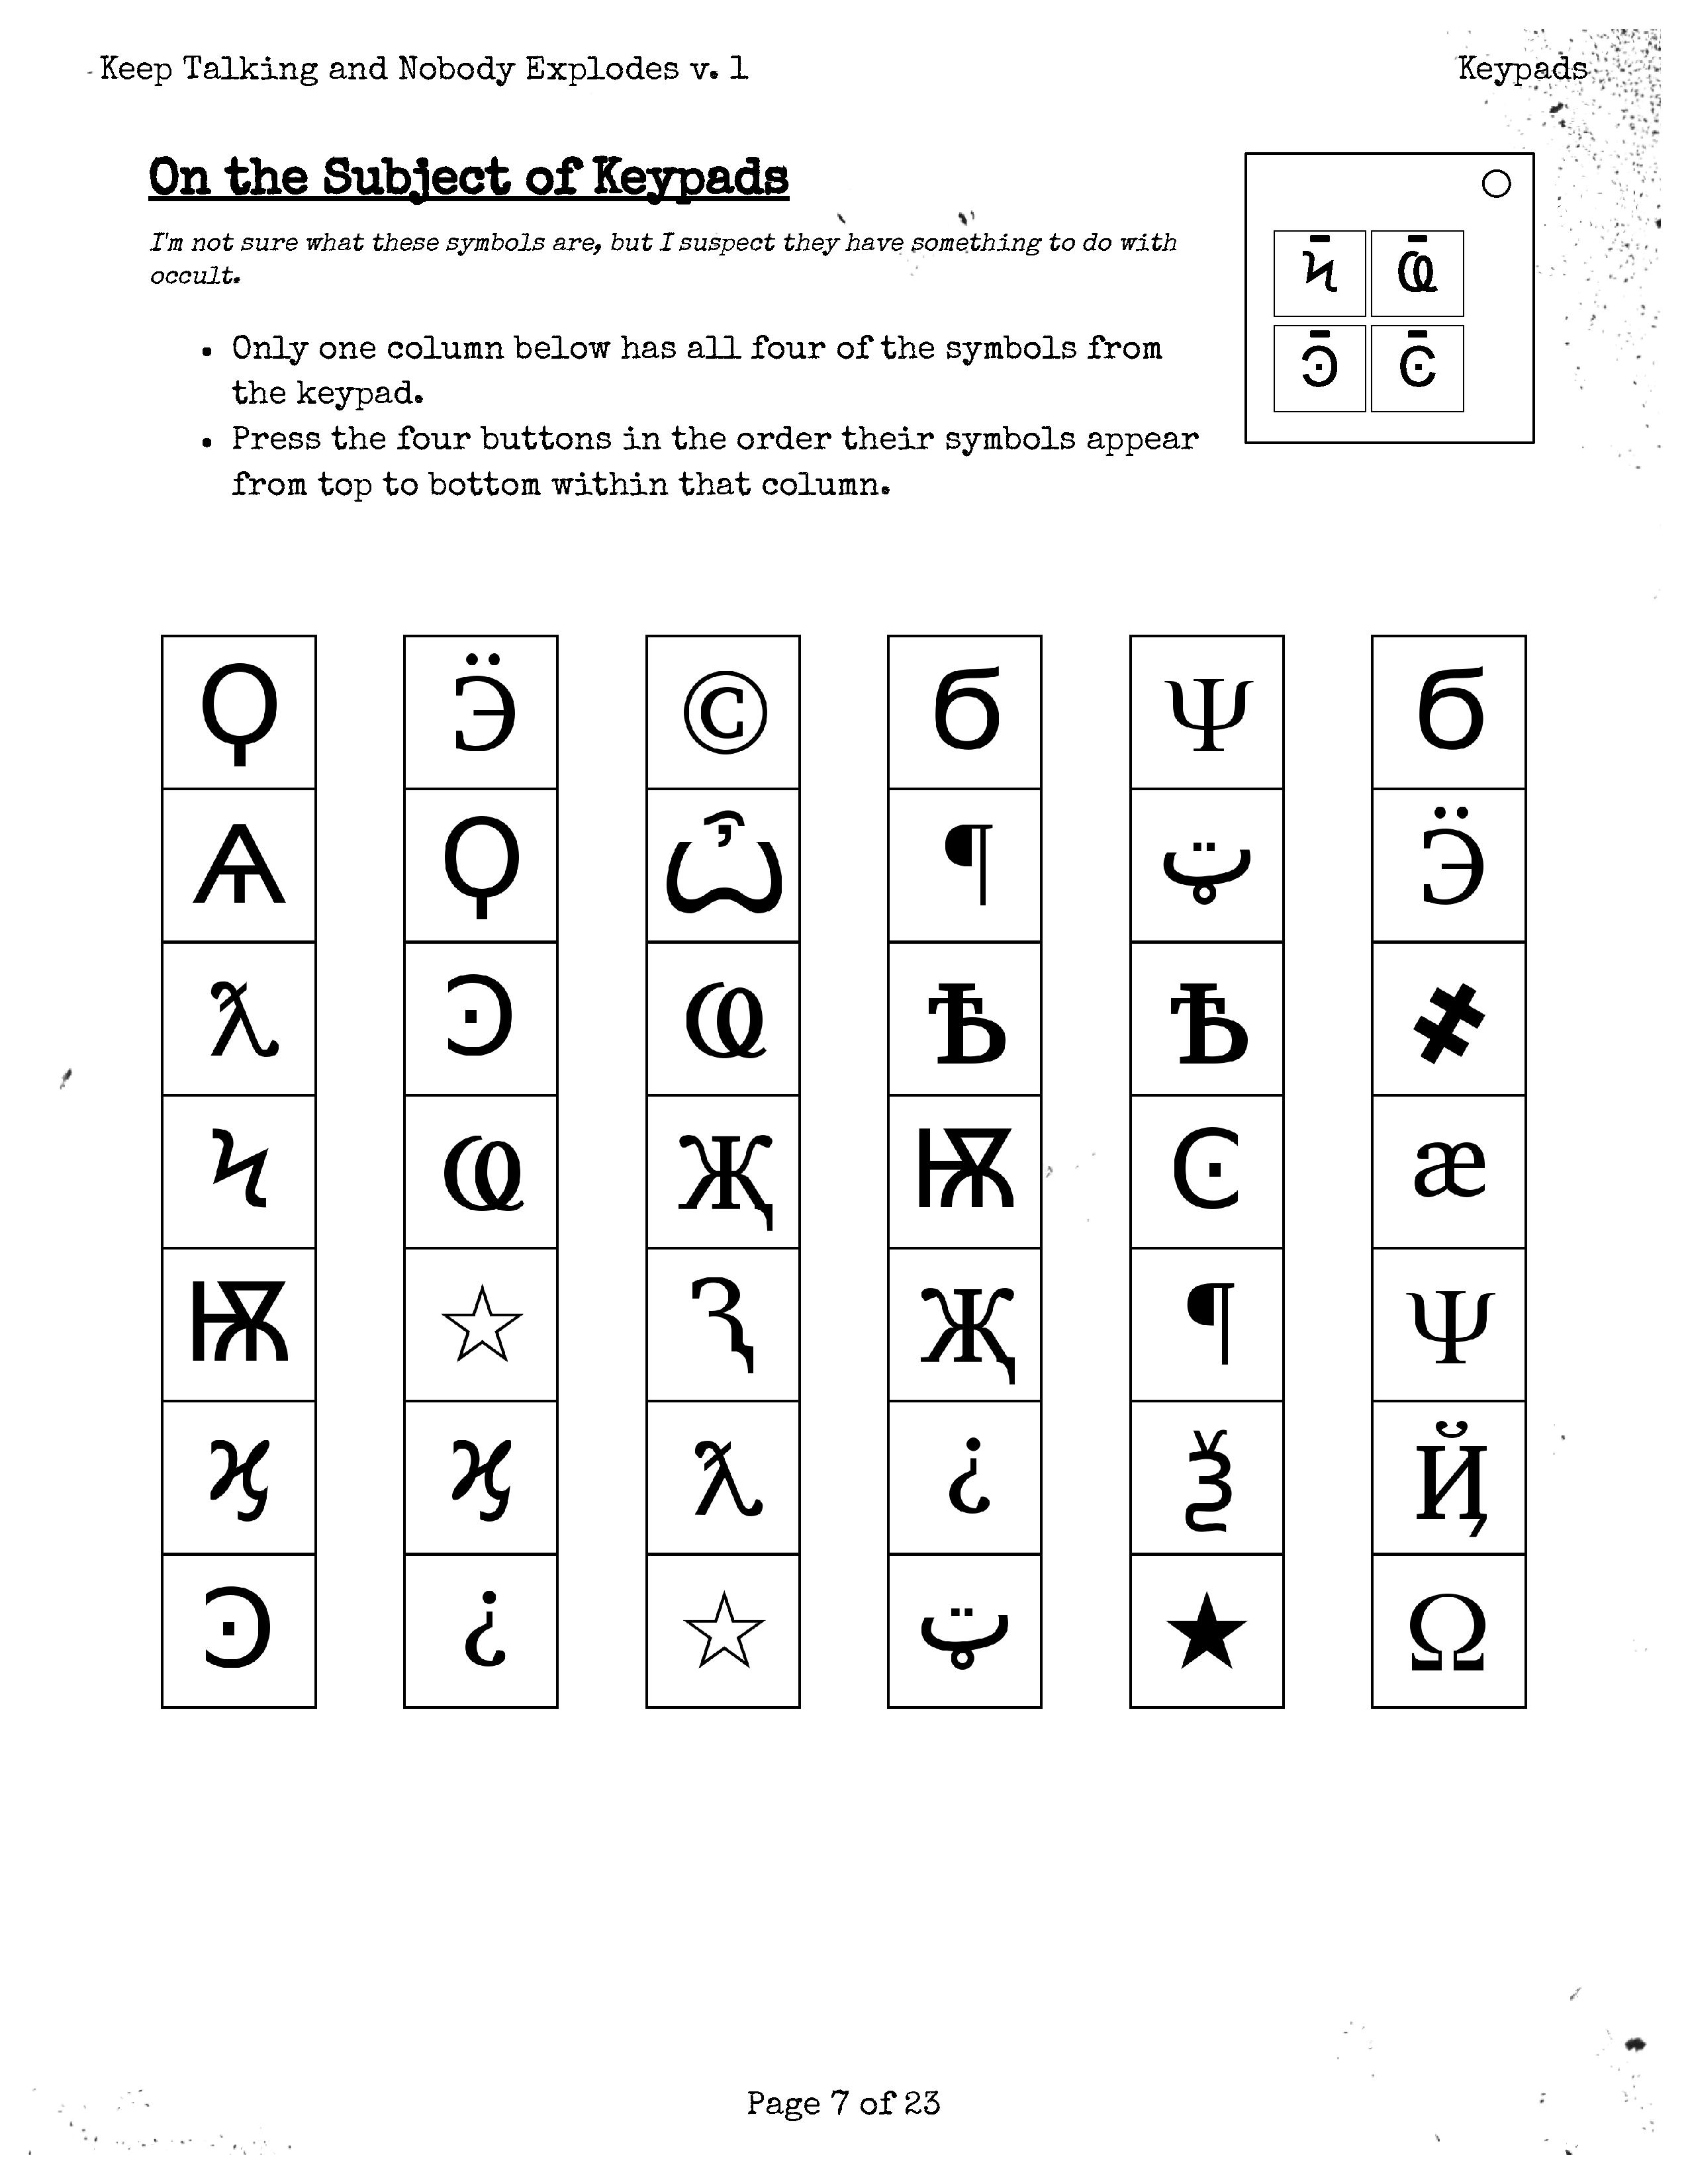 Keep Talking and Nobody Explodes v. 1
Keypads
On the Subject of Keypads
I'm not sure what these symbols are, but I suspect they have something to do with
occult.
• Only one column below has all four of the symbols from
the keypad.
• Press the four buttons in the order their symbols appear
from top to bottom within that column.
Ϟ Ҩ
Ͽ Ͼ
Ϙ Ӭ © Ϭ Ψ Ϭ
Ѧ Ϙ Ѽ ¶ ټ Ӭ
ƛ Ͽ Ҩ Ѣ Ѣ ҂
Ϟ Ҩ Җ Ѭ Ͼ æ
Ѭ ☆ Ԇ Җ ¶ Ψ
ϗ ϗ ƛ ¿ Ѯ Ҋ
Ͽ ¿ ☆ ټ ★ Ω
Page 7 of 23